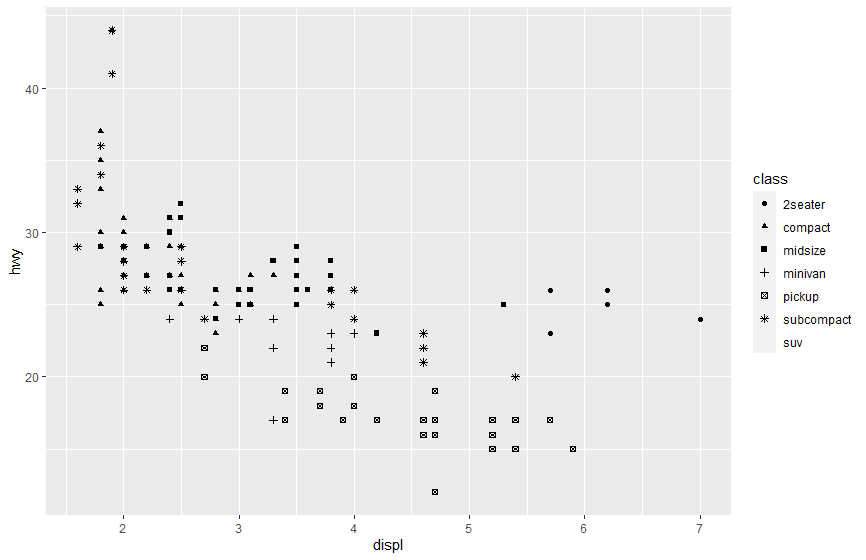 40
30
20
hwy
2
3
4
5
6
7
displ
class
2seater
compact
midsize
minivan
pickup
subcompact
suv